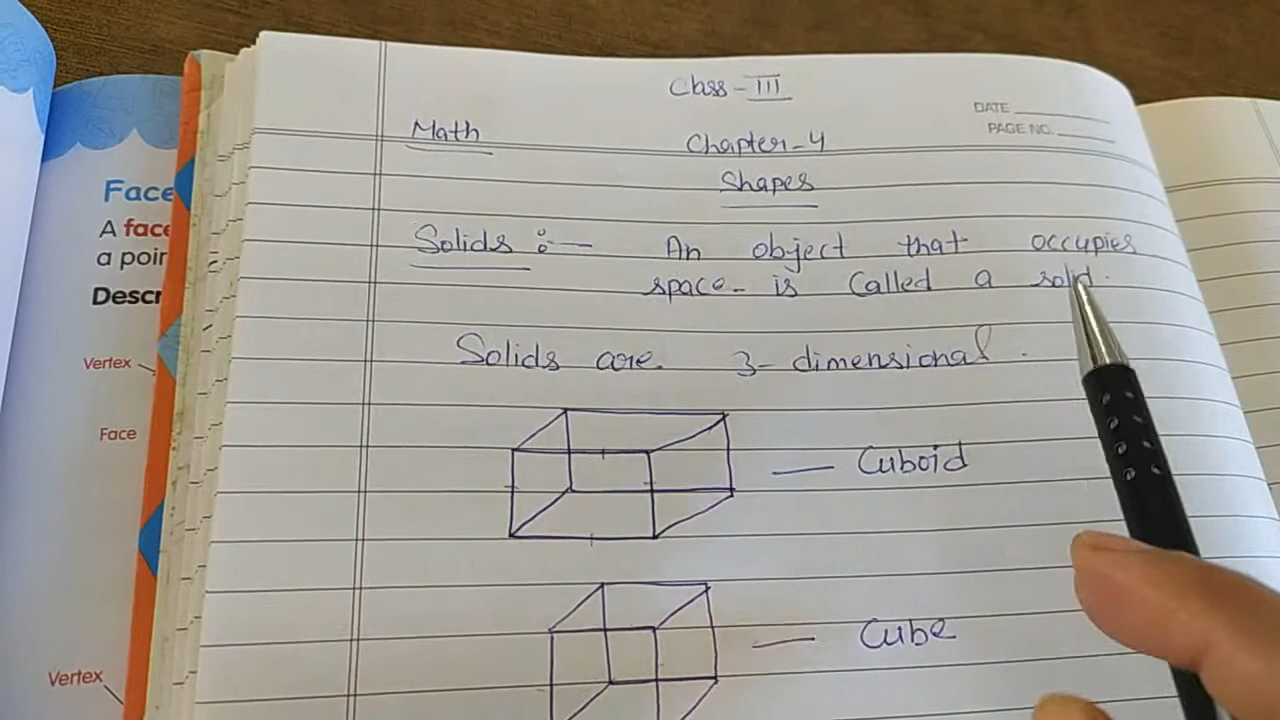 Class - III
DATE
PAGE NO.
Math
Chapter-4
Shapes
Solids :- An object that occupies
space is called a solid.
Solids are 3-dimensional.
Cuboid
Cube
Face
A face
a poin
Descr
Vertex
Face
Vertex